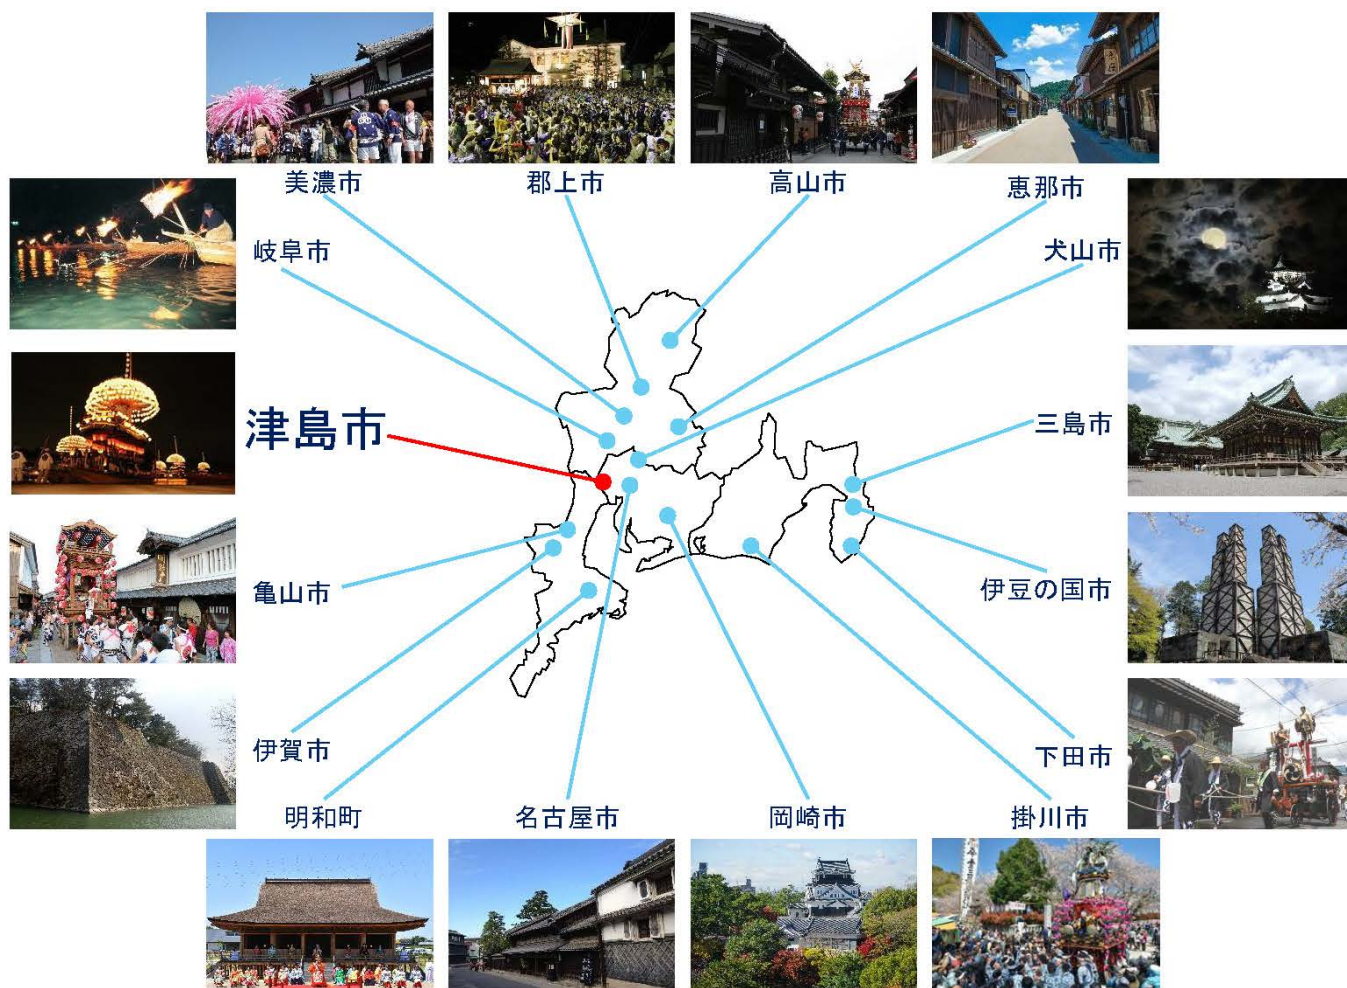 美濃市
郡上市
高山市
恵那市
岐阜市
犬山市
津島市
三島市
亀山市
伊豆の国市
伊賀市
下田市
明和町
名古屋市
岡崎市
掛川市